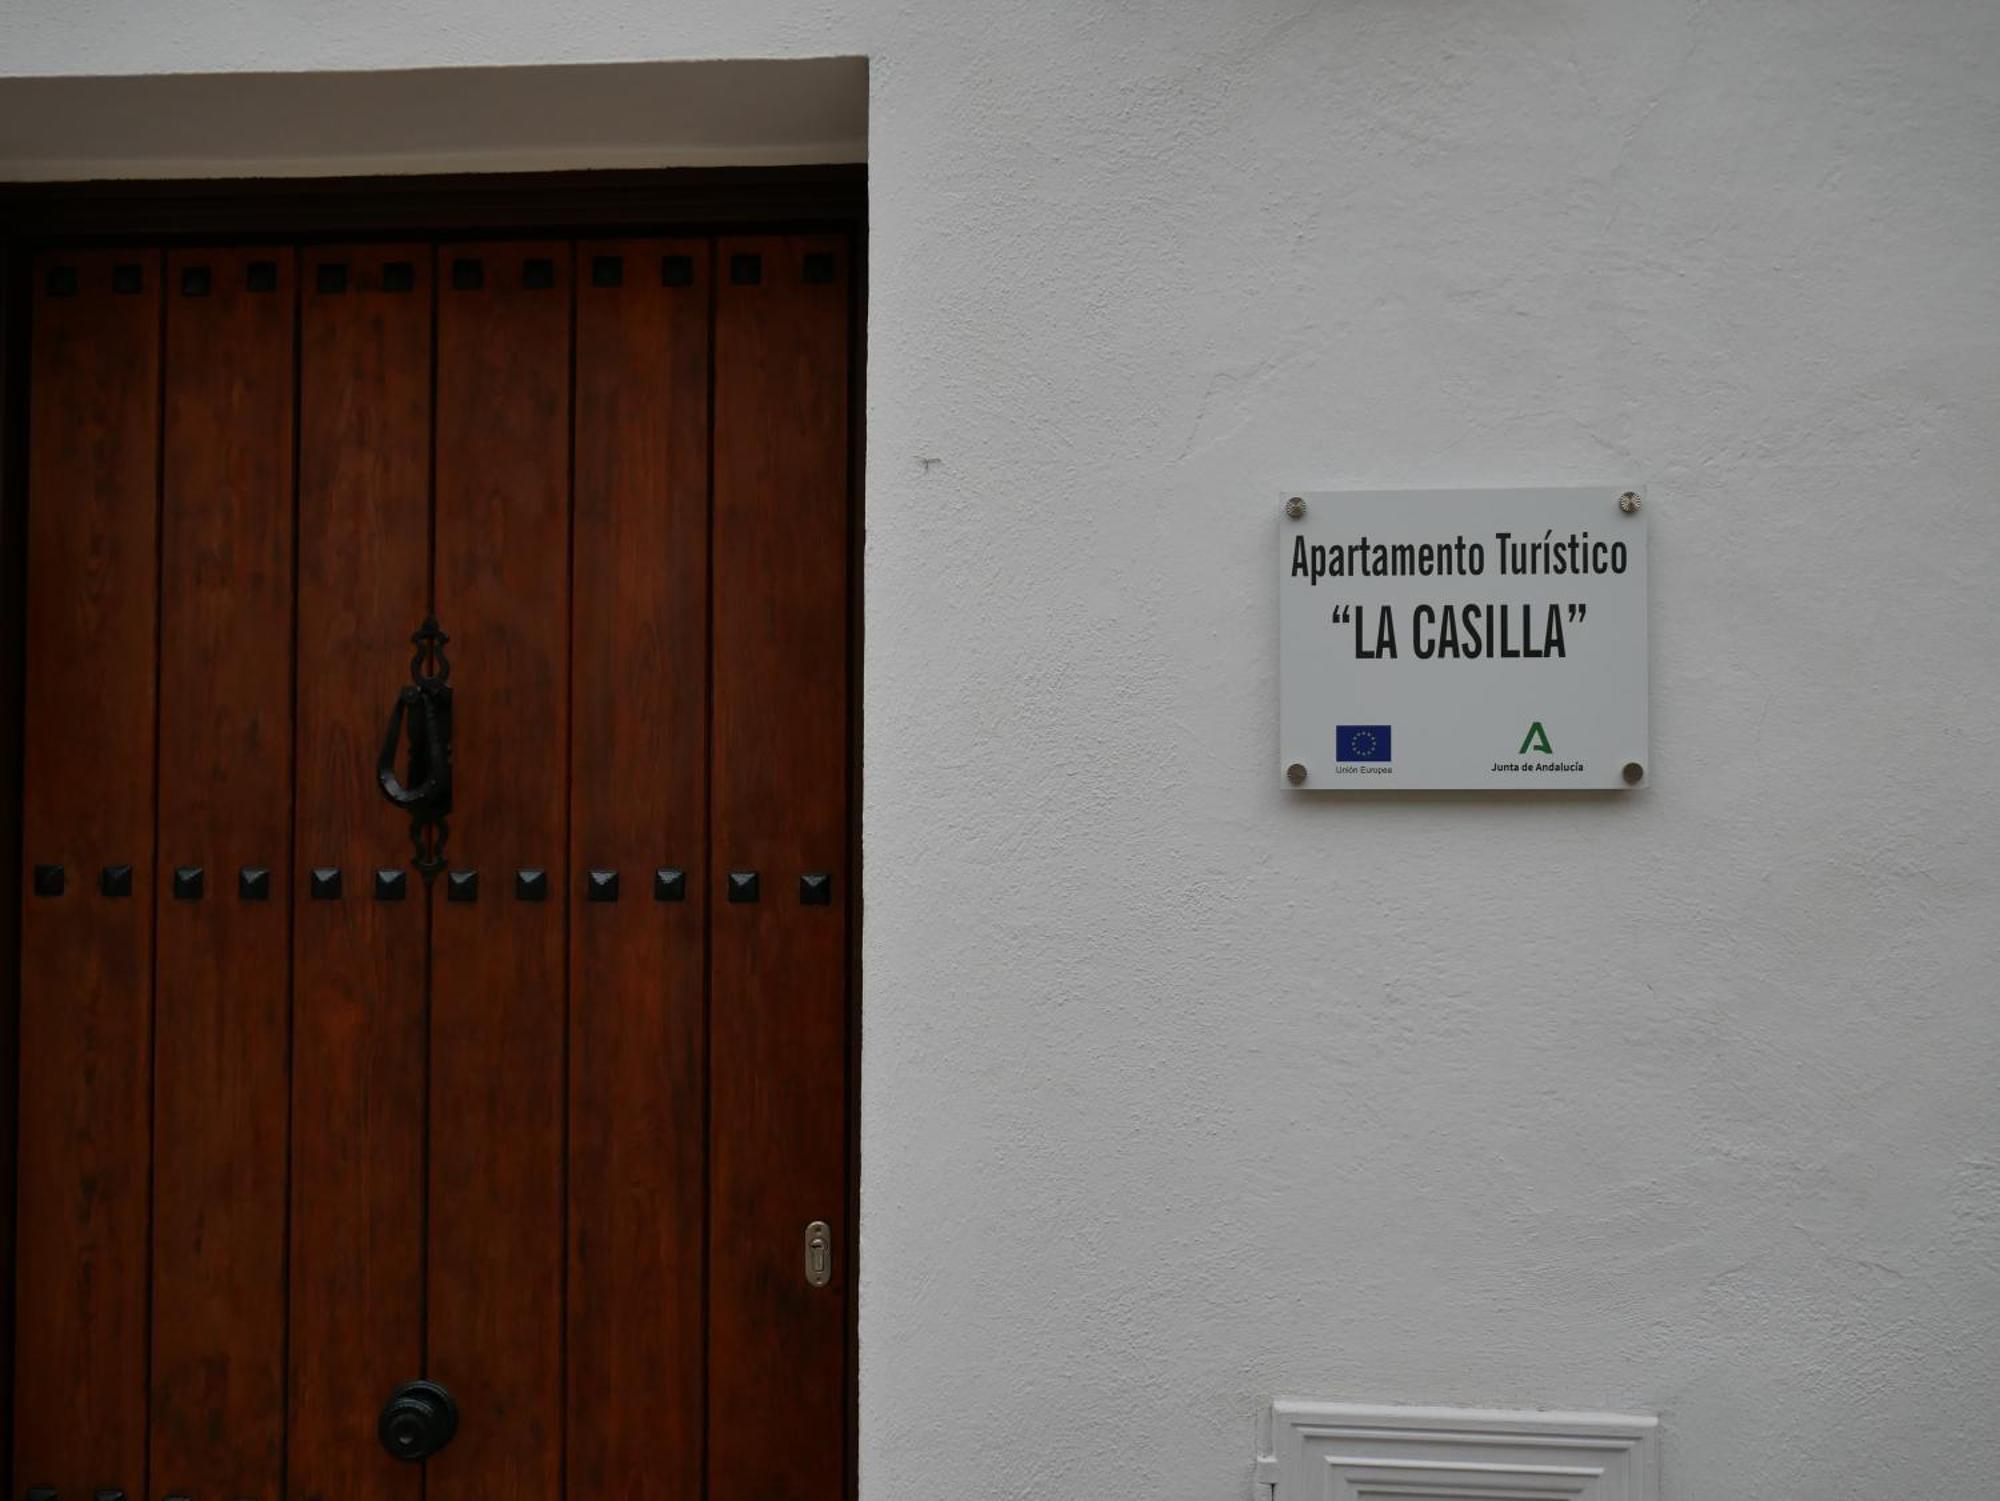 Apartamento Turístico
“LA CASILLA”
Unión Europea
Junta de Andalucía